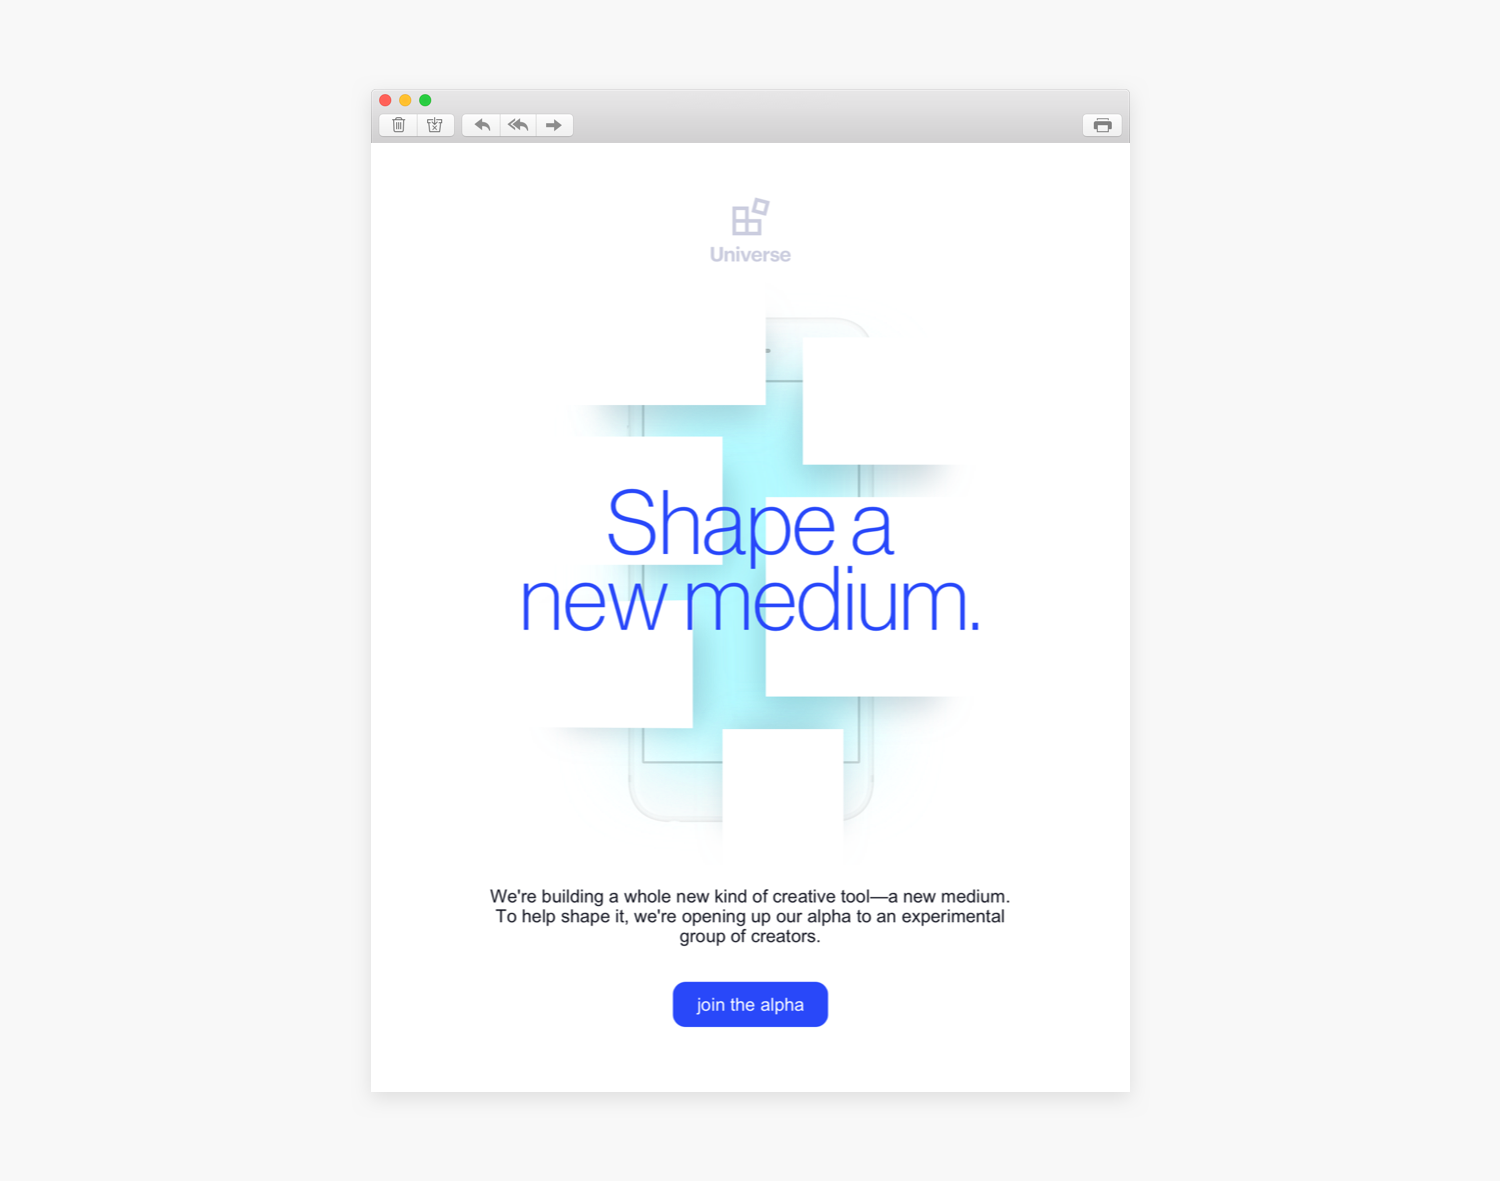 Universe
Shape a
new medium.
We're building a whole new kind of creative tool—a new medium.
To help shape it, we're opening up our alpha to an experimental
group of creators.
join the alpha